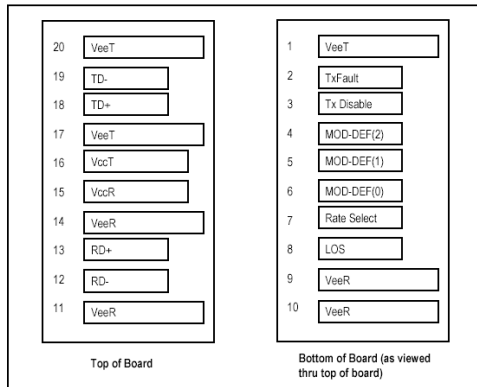 20 VeeT
19 TD-
18 TD+
17 VeeT
16 VccT
15 VccR
14 VeeR
13 RD+
12 RD-
11 VeeR
Top of Board
1 VeeT
2 TxFault
3 Tx Disable
4 MOD-DEF(2)
5 MOD-DEF(1)
6 MOD-DEF(0)
7 Rate Select
8 LOS
9 VeeR
10 VeeR
Bottom of Board (as viewed
thru top of board)